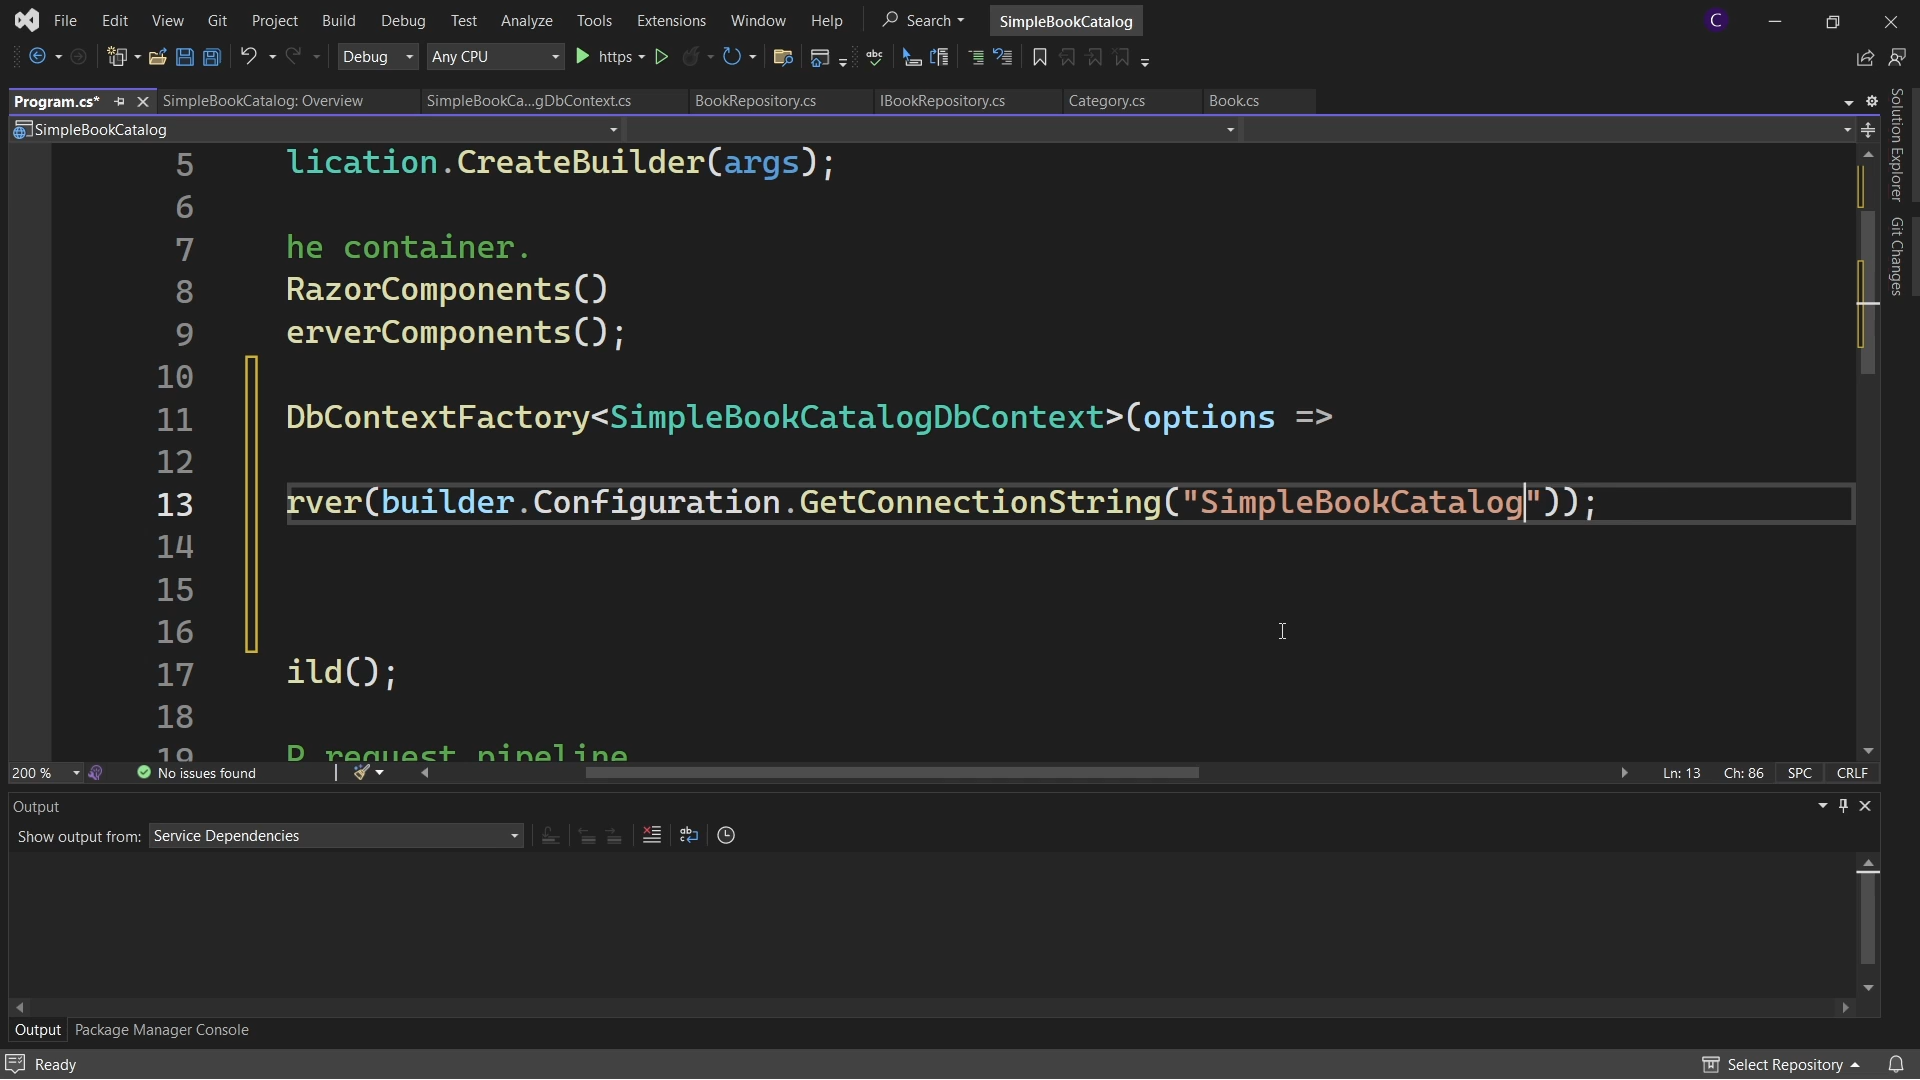 File Edit View Git Project Build Debug Test Analyze Tools Extensions Window Help Search SimpleBookCatalog C
Debug Any CPU https
Program.cs* SimpleBookCatalog: Overview SimpleBookCa...gDbContext.cs BookRepository.cs IBookRepository.cs Category.cs Book.cs
SimpleBookCatalog
Solution Explorer
Git Changes
5 lication.CreateBuilder(args);
6
7 he container.
8 RazorComponents()
9 erverComponents();
10
11 DbContextFactory<SimpleBookCatalogDbContext>(options =>
12
13 rver(builder.Configuration.GetConnectionString("SimpleBookCatalog"));
14
15
16
17 ild();
18
19 P request pipeline
200 % No issues found Ln: 13 Ch: 86 SPC CRLF
Output
Show output from: Service Dependencies
Output Package Manager Console
Ready Select Repository